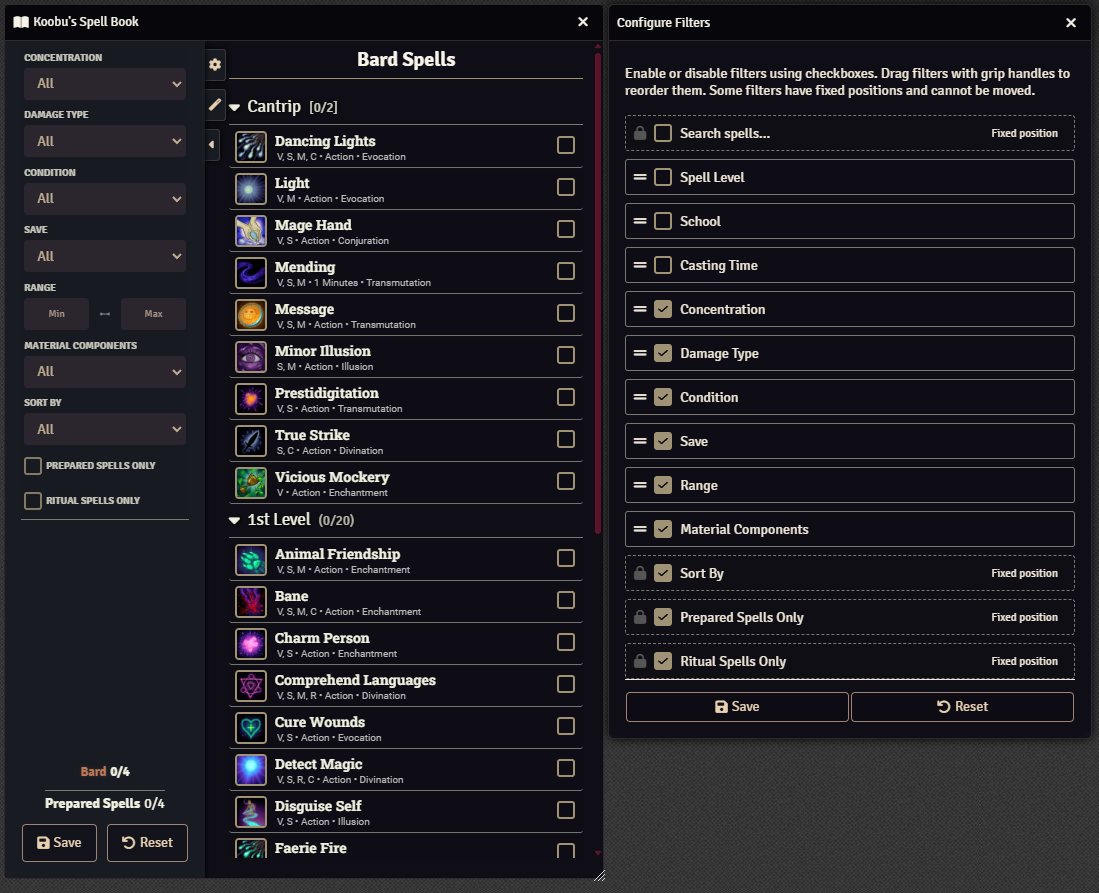 Koobu's Spell Book
CONCENTRATION
All
DAMAGE TYPE
All
CONDITION
All
SAVE
All
RANGE
Min
Max
MATERIAL COMPONENTS
All
SORT BY
All
PREPARED SPELLS ONLY
RITUAL SPELLS ONLY
Bard 0/4
Prepared Spells 0/4
Save
Reset
Bard Spells
Cantrip [0/2]
Dancing Lights
V, S, M, C • Action • Evocation
Light
V, M • Action • Evocation
Mage Hand
V, S • Action • Conjuration
Mending
V, S, M • 1 Minutes • Transmutation
Message
V, S, M • Action • Transmutation
Minor Illusion
S, M • Action • Illusion
Prestidigitation
V, S • Action • Transmutation
True Strike
S, C • Action • Divination
Vicious Mockery
V • Action • Enchantment
1st Level (0/20)
Animal Friendship
V, S, M • Action • Enchantment
Bane
V, S, M, C • Action • Enchantment
Charm Person
V, S • Action • Enchantment
Comprehend Languages
V, S, M, R • Action • Divination
Cure Wounds
V, S • Action • Evocation
Detect Magic
V, S, R, C • Action • Divination
Disguise Self
V, S • Action • Illusion
Faerie Fire
Configure Filters
Enable or disable filters using checkboxes. Drag filters with grip handles to
reorder them. Some filters have fixed positions and cannot be moved.
Search spells... Fixed position
Spell Level
School
Casting Time
Concentration
Damage Type
Condition
Save
Range
Material Components
Sort By Fixed position
Prepared Spells Only Fixed position
Ritual Spells Only Fixed position
Save
Reset